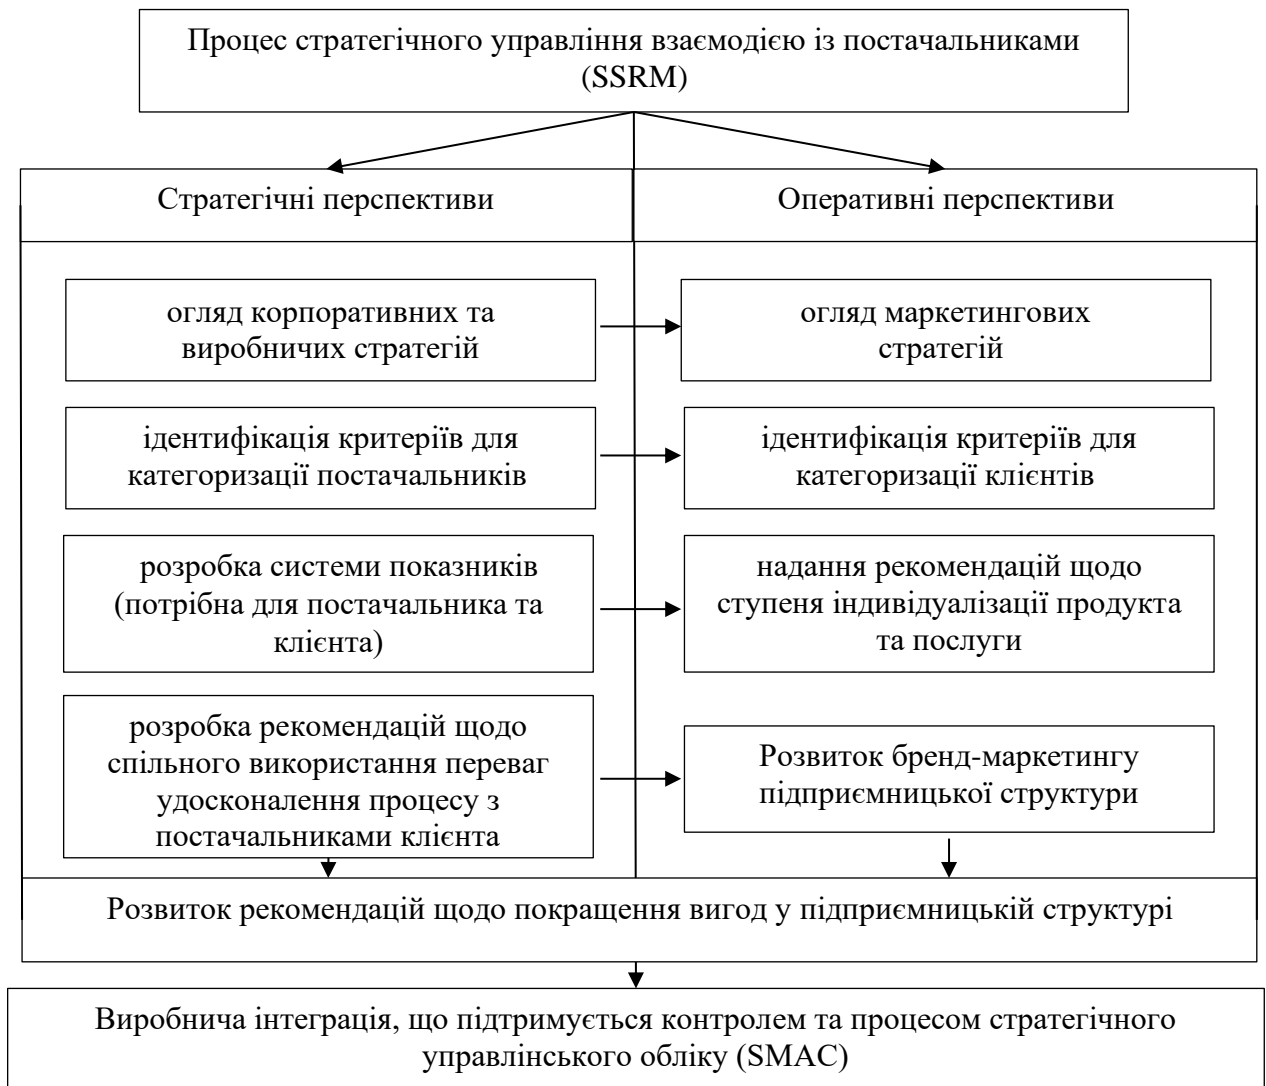 Процес стратегічного управління взаємодією із постачальниками
(SSRM)
Стратегічні перспективи
Оперативні перспективи
огляд корпоративних та
виробничих стратегій
огляд маркетингових
стратегій
ідентифікація критеріїв для
категоризації постачальників
ідентифікація критеріїв для
категоризації клієнтів
розробка системи показників
(потрібна для постачальника та
клієнта)
надання рекомендацій щодо
ступеня індивідуалізації продукта
та послуги
розробка рекомендацій щодо
спільного використання переваг
удосконалення процесу з
постачальниками клієнта
Розвиток бренд-маркетингу
підприємницької структури
Розвиток рекомендацій щодо покращення вигод у підприємницькій структурі
Виробнича інтеграція, що підтримується контролем та процесом стратегічного
управлінського обліку (SMAC)